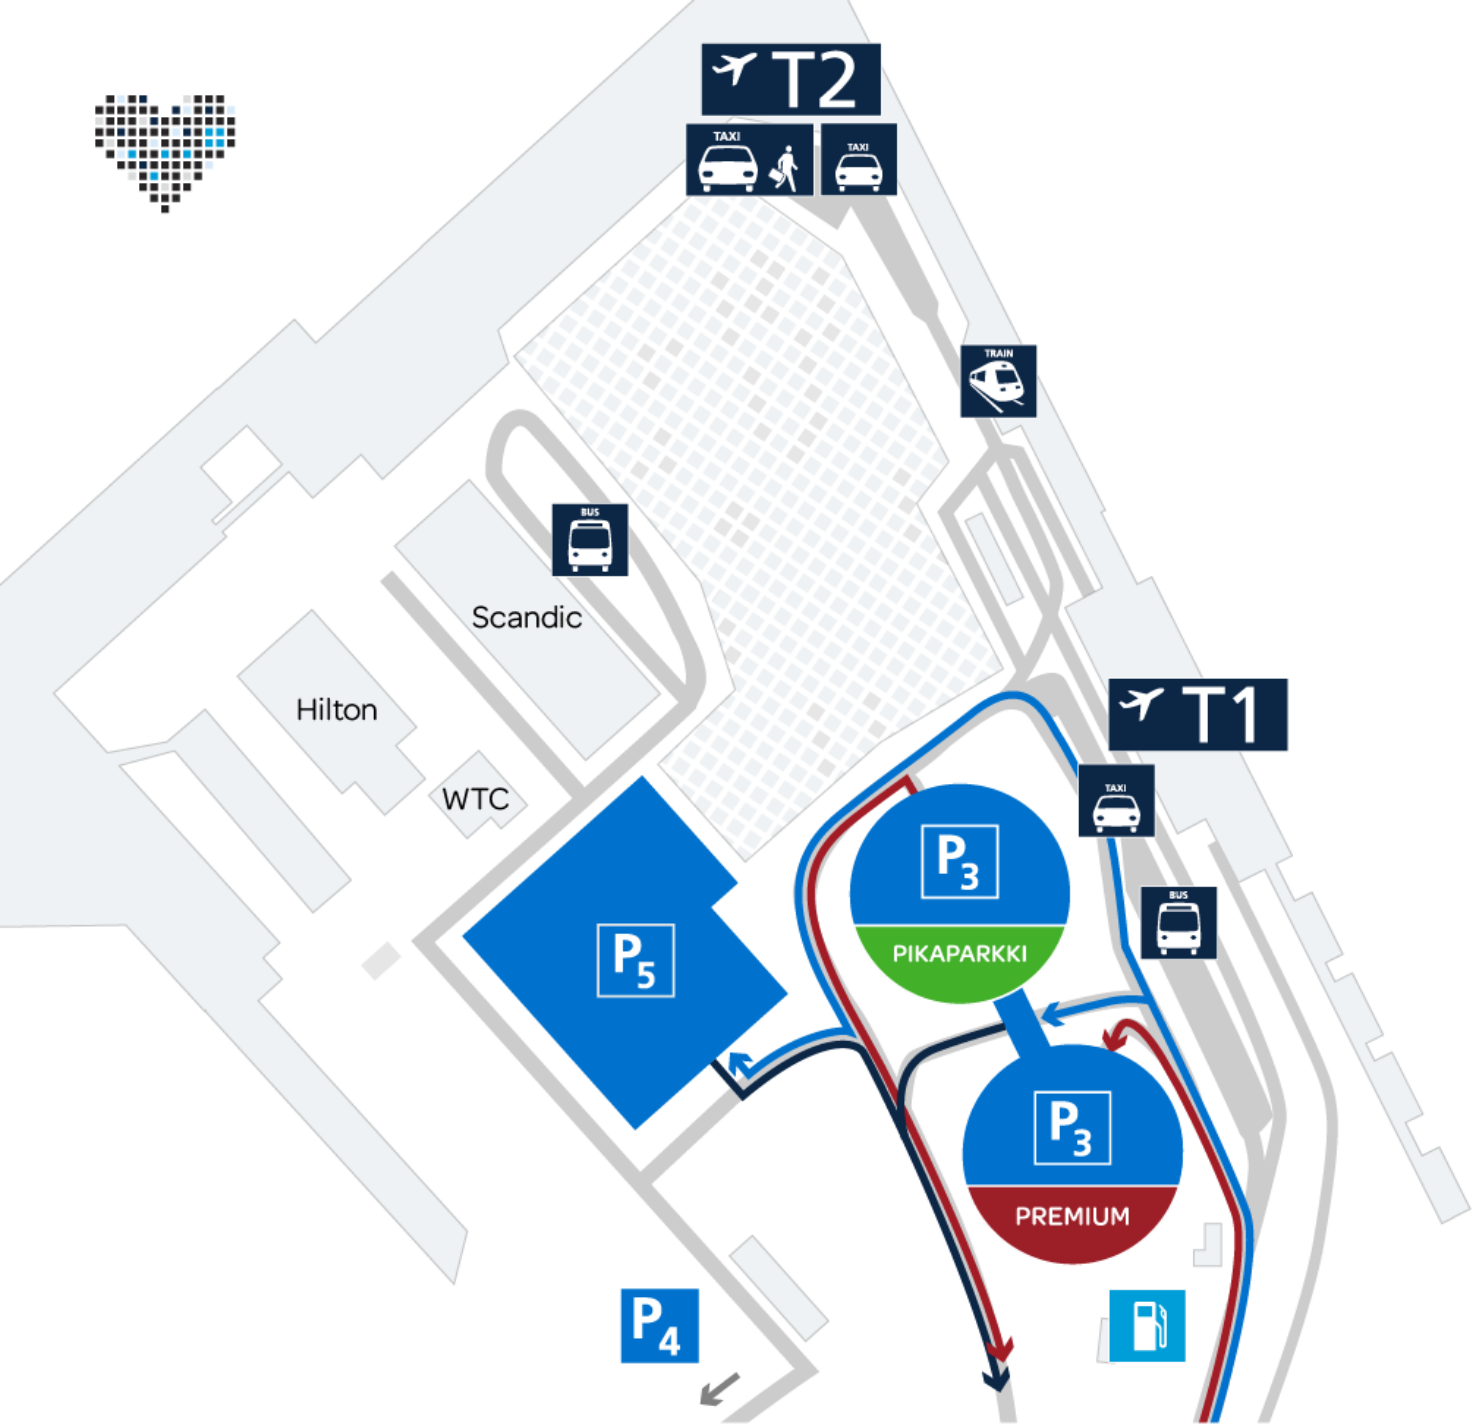 T2
TAXI
TAXI
TRAIN
BUS
Scandic
Hilton
T1
WTC
TAXI
P3
BUS
P5
PIKAPARKKI
P3
PREMIUM
P4